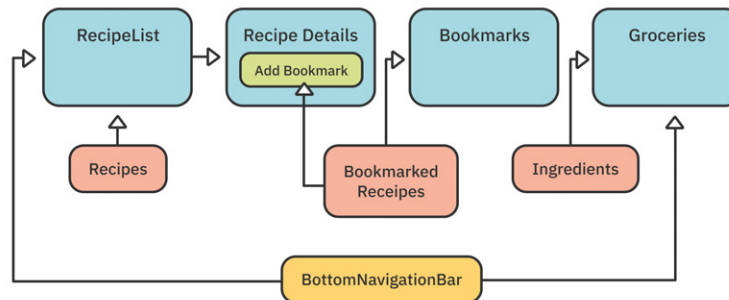 RecipeList
Recipe Details
Bookmarks
Groceries
Add Bookmark
Recipes
Bookmarked
Receipes
Ingredients
BottomNavigationBar